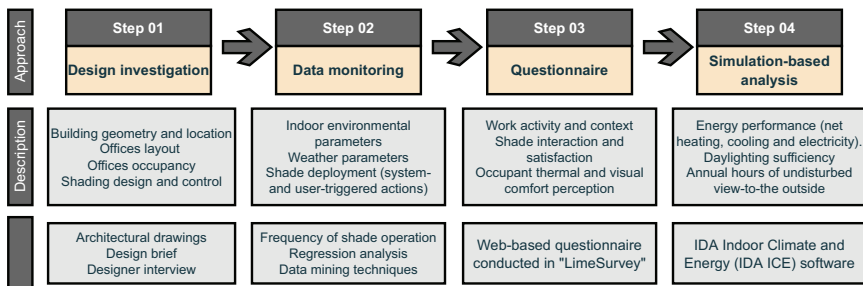 Approach
Step 01
Design investigation
Step 02
Data monitoring
Step 03
Questionnaire
Step 04
Simulation-based
analysis
Description
Building geometry and location
Offices layout
Offices occupancy
Shading design and control
Indoor environmental
parameters
Weather parameters
Shade deployment (system-
and user-triggered actions)
Work activity and context
Shade interaction and
satisfaction
Occupant thermal and visual
comfort perception
Energy performance (net
heating, cooling and electricity).
Daylighting sufficiency
Annual hours of undisturbed
view-to-the outside
Architectural drawings
Design brief
Designer interview
Frequency of shade operation
Regression analysis
Data mining techniques
Web-based questionnaire
conducted in "LimeSurvey"
IDA Indoor Climate and
Energy (IDA ICE) software